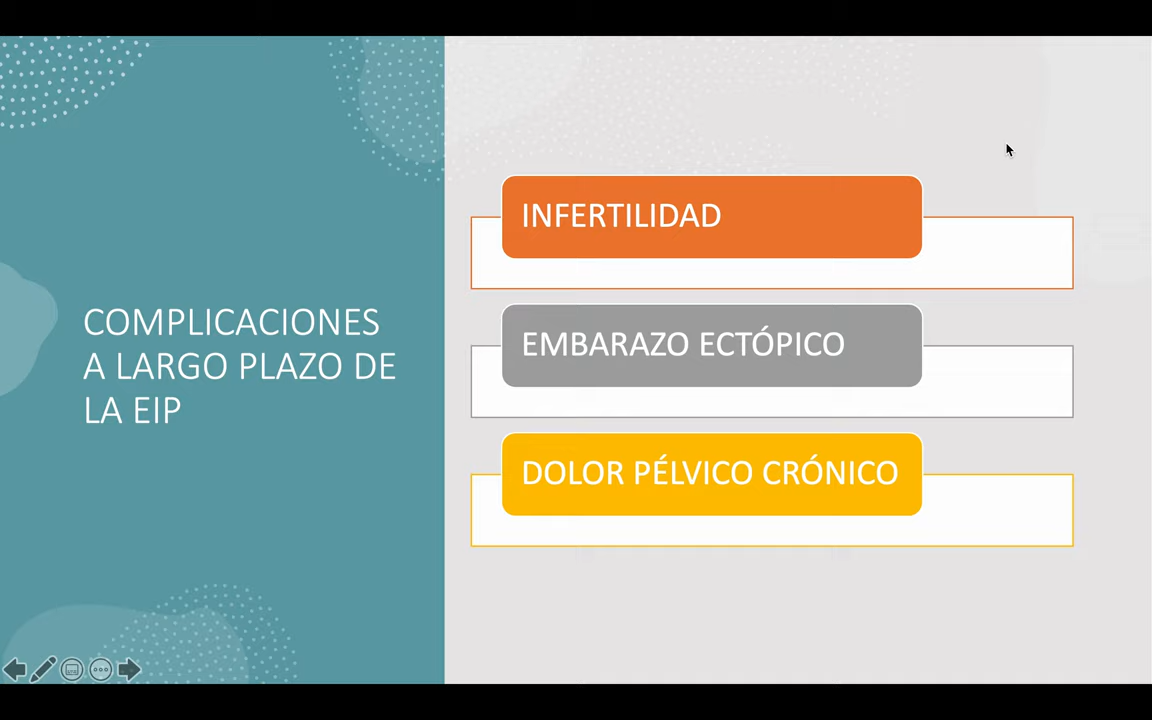 COMPLICACIONES
A LARGO PLAZO DE
LA EIP
INFERTILIDAD
EMBARAZO ECTÓPICO
DOLOR PÉLVICO CRÓNICO